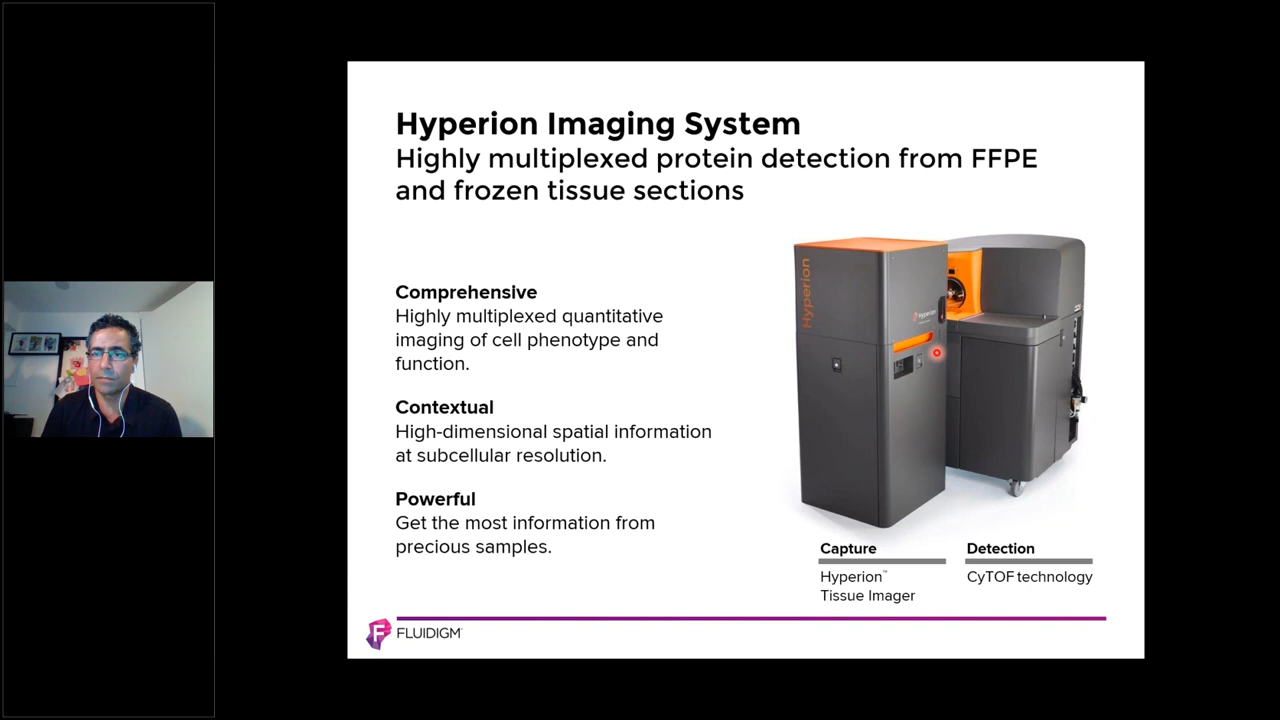 Hyperion Imaging System
Highly multiplexed protein detection from FFPE
and frozen tissue sections
Comprehensive
Highly multiplexed quantitative
imaging of cell phenotype and
function.
Contextual
High-dimensional spatial information
at subcellular resolution.
Powerful
Get the most information from
precious samples.
Hyperion
Hyperion
Capture
Hyperion™
Tissue Imager
Detection
CyTOF technology
F
FLUIDIGM